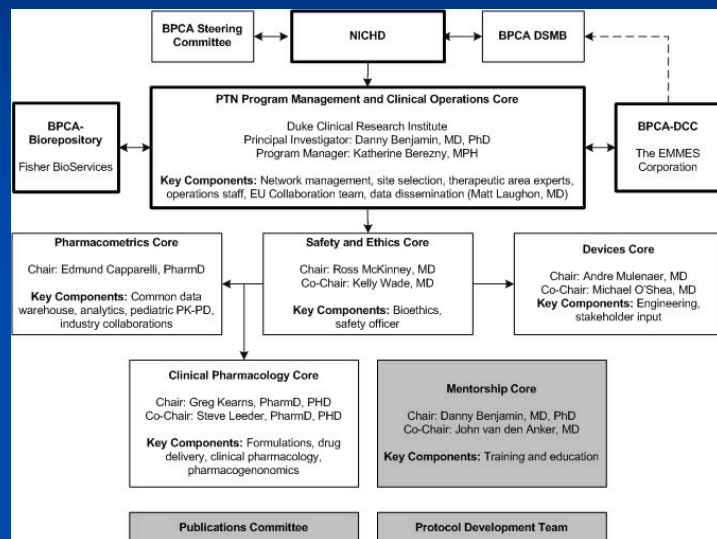 BPCA Steering
Committee
NICHD
BPCA DSMB
BPCA-
Biorepository
Fisher BioServices
PTN Program Management and Clinical Operations Core
Duke Clinical Research Institute
Principal Investigator: Danny Benjamin, MD, PhD
Program Manager: Katherine Berezny, MPH
Key Components: Network management, site selection, therapeutic area experts,
operations staff, EU Collaboration team, data dissemination (Matt Laughon, MD)
BPCA-DCC
The EMMES
Corporation
Pharmacometrics Core
Chair: Edmund Capparelli, PharmD
Key Components: Common data
warehouse, analytics, pediatric PK-PD,
industry collaborations
Safety and Ethics Core
Chair: Ross McKinney, MD
Co-Chair: Kelly Wade, MD
Key Components: Bioethics,
safety officer
Devices Core
Chair: Andre Mulenaer, MD
Co-Chair: Michael O'Shea, MD
Key Components: Engineering,
stakeholder input
Clinical Pharmacology Core
Chair: Greg Kearns, PharmD, PHD
Co-Chair: Steve Leeder, PharmD, PHD
Key Components: Formulations, drug
delivery, clinical pharmacology,
pharmacogenonomics
Mentorship Core
Chair: Danny Benjamin, MD, PhD
Co-Chair: John van den Anker, MD
Key Components: Training and education
Publications Committee
Protocol Development Team